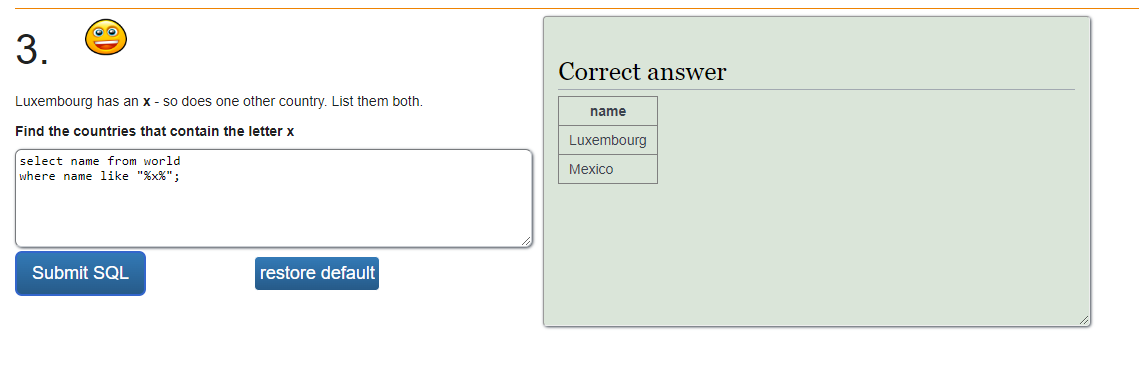 3.
Luxembourg has an x - so does one other country. List them both.
Find the countries that contain the letter x
select name from world
where name like "%x%";
Submit SQL
restore default
Correct answer
name
Luxembourg
Mexico